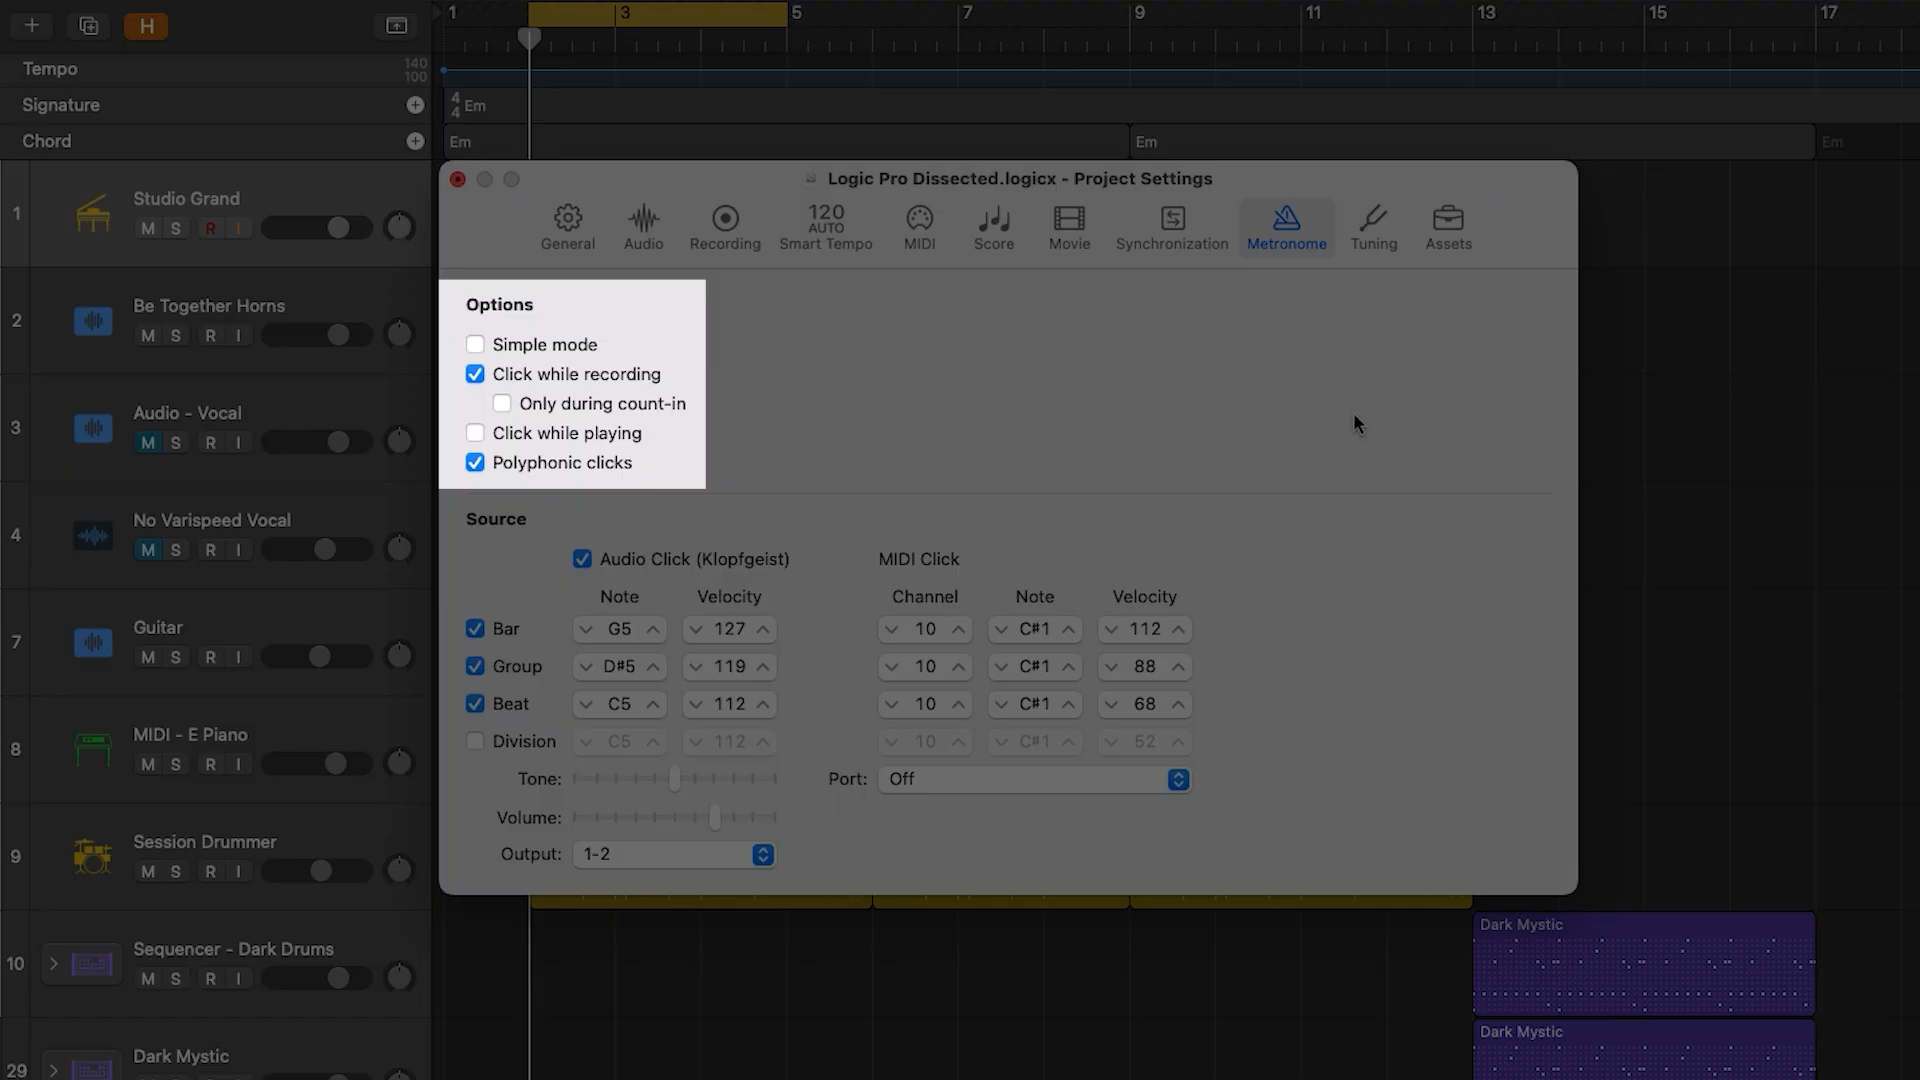 H
1 3 5 7 9 11 13 15 17
Tempo 140 100
Signature 4 4 Em
Chord Em Em Em
Logic Pro Dissected.logicx - Project Settings
General Audio Recording 120 AUTO Smart Tempo MIDI Score Movie Synchronization Metronome Tuning Assets
Options
Simple mode
Click while recording
Only during count-in
Click while playing
Polyphonic clicks
Source
Audio Click (Klopfgeist) MIDI Click
Note Velocity Channel Note Velocity
Bar G5 127 10 C#1 112
Group D#5 119 10 C#1 88
Beat C5 112 10 C#1 68
Division C5 112 10 C#1 52
Tone: Port: Off
Volume:
Output: 1-2
1 Studio Grand
M S R I
2 Be Together Horns
M S R I
3 Audio - Vocal
M S R I
4 No Varispeed Vocal
M S R I
7 Guitar
M S R I
8 MIDI - E Piano
M S R I
9 Session Drummer
M S R I
10 Sequencer - Dark Drums
M S R I
29 Dark Mystic
Dark Mystic
Dark Mystic